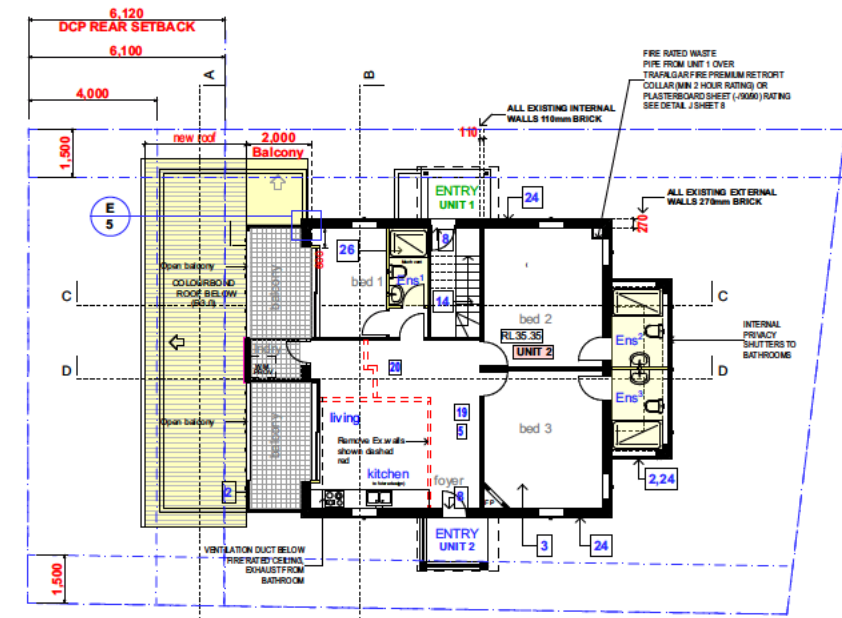 6,120
DCP REAR SETBACK
6,100
4,000
A
B
FIRE RATED WASTE
PIPE FROM UNIT 1 OVER
TRAFALGAR FIRE PREMIUM RETROFIT
COLLAR (MIN 2 HOUR RATING) OR
PLASTERBOARD SHEET (-/90/90) RATING
SEE DETAIL J SHEET 8
ALL EXISTING INTERNAL
WALLS 110mm BRICK
110
1,500
new roof
2,000
Balcony
ENTRY
UNIT 1
24
ALL EXISTING EXTERNAL
WALLS 270mm BRICK
270
E
5
26
8
Open balcony
COLOURBOND
ROOF BELOW
balcony
bed 1
Ens1
14
C
C
bed 2
RL35.35
UNIT 2
Ens2
INTERNAL
PRIVACY
SHUTTERS TO
BATHROOMS
D
D
20
Ens3
Open balcony
balcony
living
19
5
bed 3
Remove Ex.walls
shown dashed
red
kitchen
foyer
8
FP
2
2,24
ENTRY
UNIT 2
3
24
VENTILATION DUCT BELOW
FIRE RATED CEILING,
EXHAUST FROM
BATHROOM
1,500